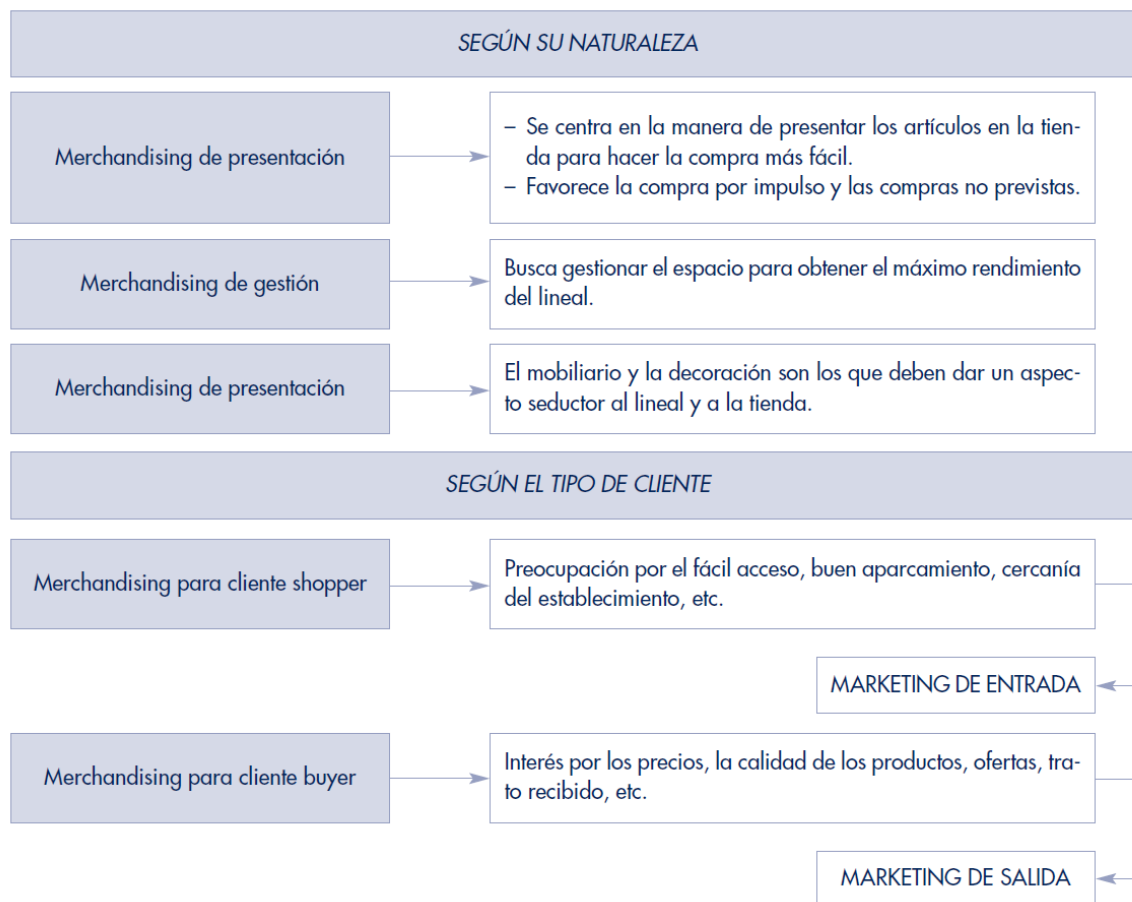 SEGÚN SU NATURALEZA
Merchandising de presentación
– Se centra en la manera de presentar los artículos en la tien-
da para hacer la compra más fácil.
– Favorece la compra por impulso y las compras no previstas.
Merchandising de gestión
Busca gestionar el espacio para obtener el máximo rendimiento
del lineal.
Merchandising de presentación
El mobiliario y la decoración son los que deben dar un aspec-
to seductor al lineal y a la tienda.
SEGÚN EL TIPO DE CLIENTE
Merchandising para cliente shopper
Preocupación por el fácil acceso, buen aparcamiento, cercanía
del establecimiento, etc.
MARKETING DE ENTRADA
Merchandising para cliente buyer
Interés por los precios, la calidad de los productos, ofertas, tra-
to recibido, etc.
MARKETING DE SALIDA